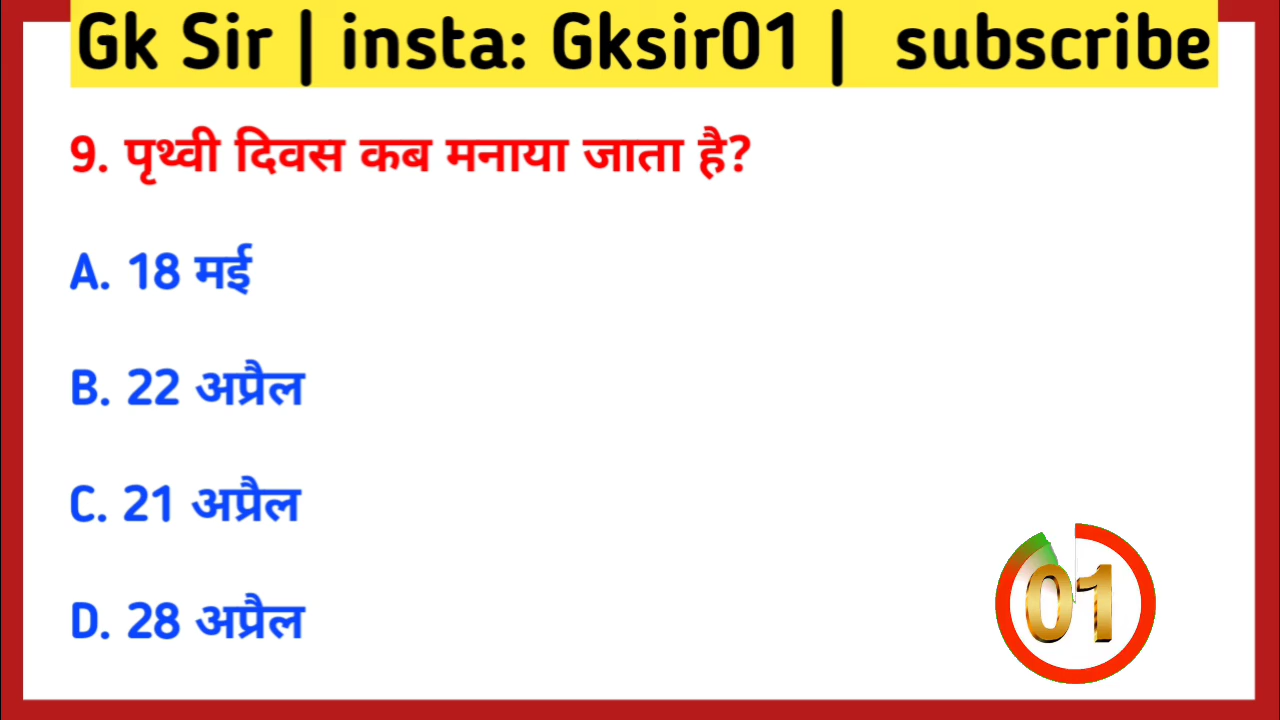 Gk Sir | insta: Gksir01 | subscribe
9. पृथ्वी दिवस कब मनाया जाता है?
A. 18 मई
B. 22 अप्रैल
C. 21 अप्रैल
D. 28 अप्रैल
01